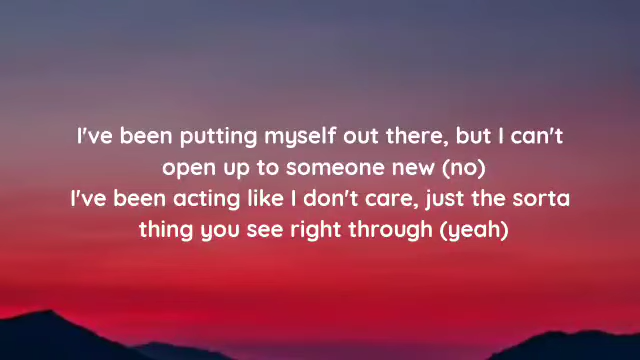 I've been putting myself out there, but I can't
open up to someone new (no)
I've been acting like I don't care, just the sorta
thing you see right through (yeah)